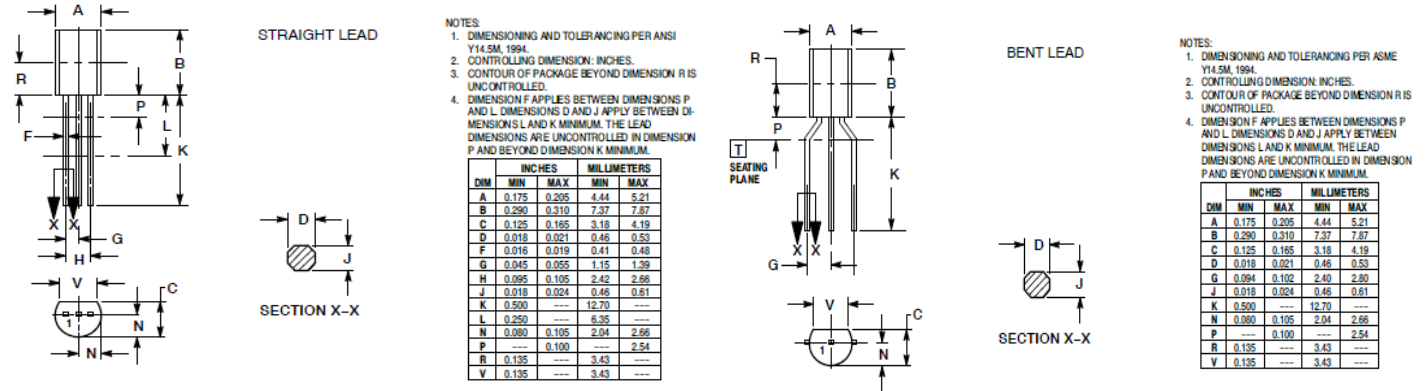 A
B
R
P
L
F
K
X X
G
H
V
C
1
N
N
STRAIGHT LEAD
D
J
SECTION X–X
NOTES:
1. DIMENSIONING AND TOLERANCING PER ANSI
Y14.5M, 1994.
2. CONTROLLING DIMENSION: INCHES.
3. CONTOUR OF PACKAGE BEYOND DIMENSION R IS
UNCONTROLLED.
4. DIMENSION F APPLIES BETWEEN DIMENSIONS P
AND L. DIMENSIONS D AND J APPLY BETWEEN DI-
MENSIONS L AND K MINIMUM. THE LEAD
DIMENSIONS ARE UNCONTROLLED IN DIMENSION
P AND BEYOND DIMENSION K MINIMUM.
INCHES MILLIMETERS
DIM MIN MAX MIN MAX
A 0.175 0.205 4.44 5.21
B 0.290 0.310 7.37 7.87
C 0.125 0.165 3.18 4.19
D 0.018 0.021 0.46 0.53
F 0.016 0.019 0.41 0.48
G 0.045 0.055 1.15 1.39
H 0.095 0.105 2.42 2.66
J 0.018 0.024 0.46 0.61
K 0.500 --- 12.70 ---
L 0.250 --- 6.35 ---
N 0.080 0.105 2.04 2.66
P --- 0.100 --- 2.54
R 0.135 --- 3.43 ---
V 0.135 --- 3.43 ---
A
R
B
P
T
SEATING
PLANE
K
X X
G
V
C
1
N
BENT LEAD
D
J
SECTION X–X
NOTES:
1. DIMENSIONING AND TOLERANCING PER ASME
Y14.5M, 1994.
2. CONTROLLING DIMENSION: INCHES.
3. CONTOUR OF PACKAGE BEYOND DIMENSION R IS
UNCONTROLLED.
4. DIMENSION F APPLIES BETWEEN DIMENSIONS P
AND L. DIMENSIONS D AND J APPLY BETWEEN
DIMENSIONS L AND K MINIMUM. THE LEAD
DIMENSIONS ARE UNCONTROLLED IN DIMENSION
P AND BEYOND DIMENSION K MINIMUM.
INCHES MILLIMETERS
DIM MIN MAX MIN MAX
A 0.175 0.205 4.44 5.21
B 0.290 0.310 7.37 7.87
C 0.125 0.165 3.18 4.19
D 0.018 0.021 0.46 0.53
G 0.094 0.102 2.40 2.80
J 0.018 0.024 0.46 0.61
K 0.500 --- 12.70 ---
N 0.080 0.105 2.04 2.66
P --- 0.100 --- 2.54
R 0.135 --- 3.43 ---
V 0.135 --- 3.43 ---